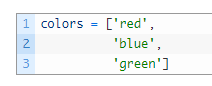 1 colors = ['red',
2           'blue',
3           'green']